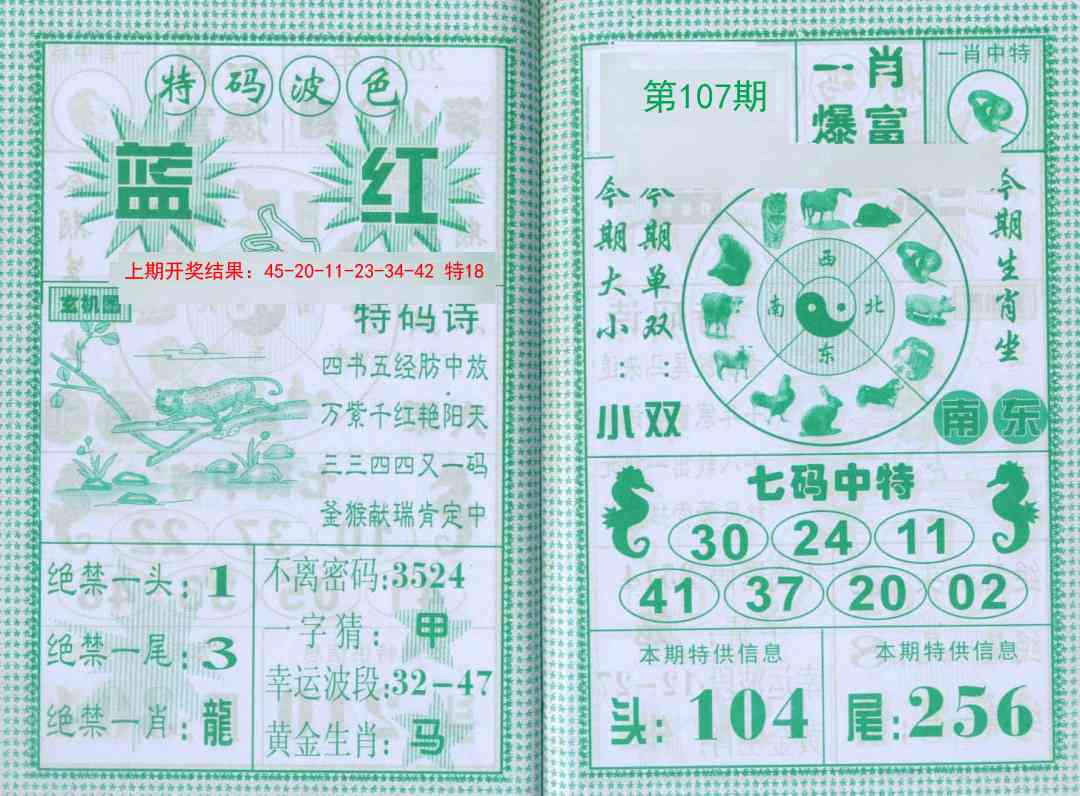 特码波色
蓝 红
上期开奖结果：45-20-11-23-34-42 特18
玄机图
特码诗
四书五经肪中放
万紫千红艳阳天
三三四四又一码
釜猴献瑞肯定中
绝禁一头：1
绝禁一尾：3
绝禁一肖：龍
不离密码：3524
一字猜：甲
幸运波段：32-47
黄金生肖：马
第107期
一肖
爆富
一肖中特
今期大小：小
今期单双：双
今期生肖坐
南东
西
南 北
东
七码中特
30 24 11
41 37 20 02
本期特供信息
头：104
本期特供信息
尾：256